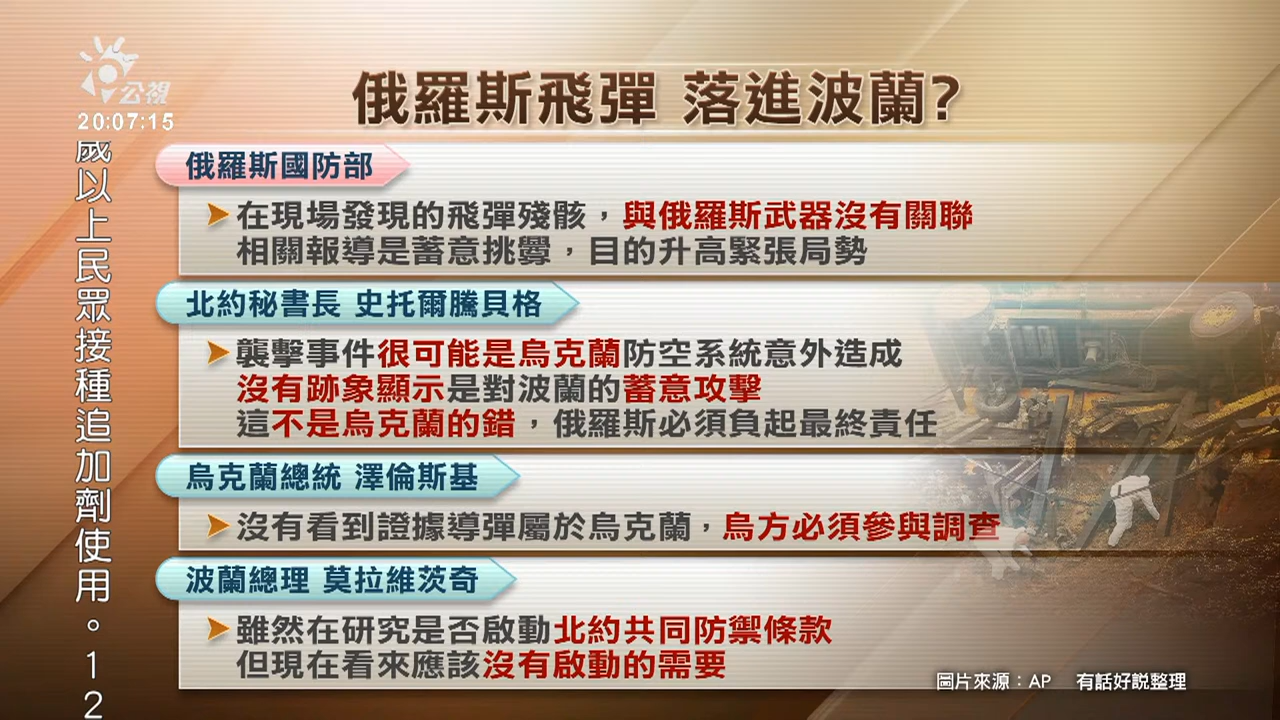 公視
20:07:15
俄羅斯飛彈 落進波蘭?
歲以上民眾接種追加劑使用。12
俄羅斯國防部
在現場發現的飛彈殘骸，與俄羅斯武器沒有關聯
相關報導是蓄意挑釁，目的升高緊張局勢
北約秘書長 史托爾騰貝格
襲擊事件很可能是烏克蘭防空系統意外造成
沒有跡象顯示是對波蘭的蓄意攻擊
這不是烏克蘭的錯，俄羅斯必須負起最終責任
烏克蘭總統 澤倫斯基
沒有看到證據導彈屬於烏克蘭，烏方必須參與調查
波蘭總理 莫拉維茨奇
雖然在研究是否啟動北約共同防禦條款
但現在看來應該沒有啟動的需要
圖片來源：AP 有話好說整理